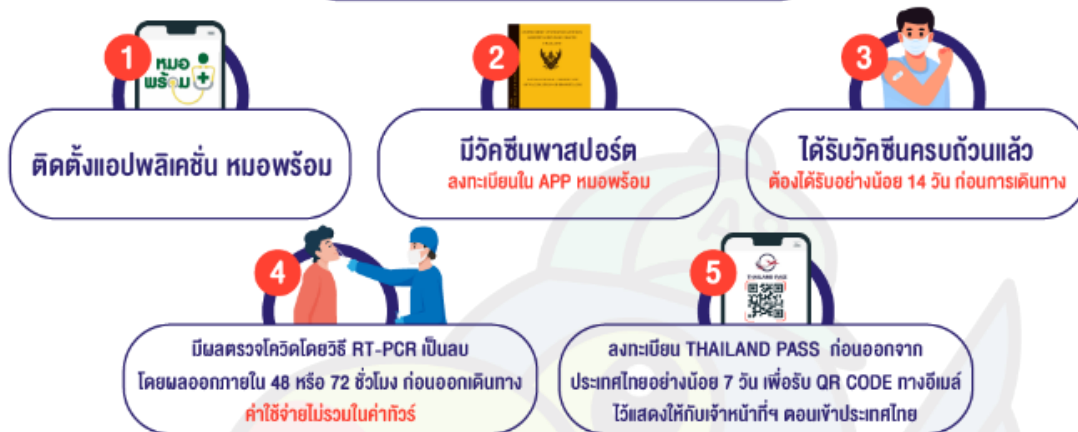 1
หมอ
พร้อม
ติดตั้งแอปพลิเคชั่น หมอพร้อม
2
THAILAND
มีวัคซีนพาสปอร์ต
ลงทะเบียนใน APP หมอพร้อม
3
ได้รับวัคซีนครบถ้วนแล้ว
ต้องได้รับอย่างน้อย 14 วัน ก่อนการเดินทาง
4
มีผลตรวจโควิดโดยวิธี RT-PCR เป็นลบ
โดยผลออกภายใน 48 หรือ 72 ชั่วโมง ก่อนออกเดินทาง
ค่าใช้จ่ายไม่รวมในค่าทัวร์
5
THAILAND PASS
ลงทะเบียน THAILAND PASS ก่อนออกจาก
ประเทศไทยอย่างน้อย 7 วัน เพื่อรับ QR CODE ทางอีเมล์
ไว้แสดงให้กับเจ้าหน้าที่ฯ ตอนเข้าประเทศไทย